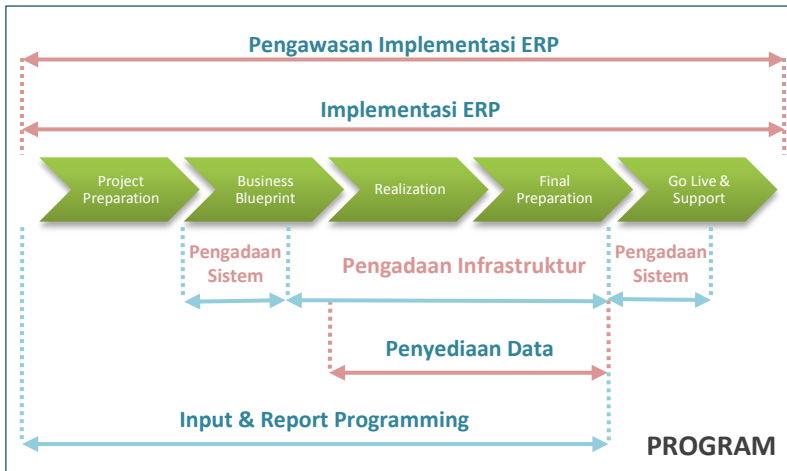 Pengawasan Implementasi ERP
Implementasi ERP
Project
Preparation
Business
Blueprint
Realization
Final
Preparation
Go Live &
Support
Pengadaan
Sistem
Pengadaan Infrastruktur
Pengadaan
Sistem
Penyediaan Data
Input & Report Programming
PROGRAM